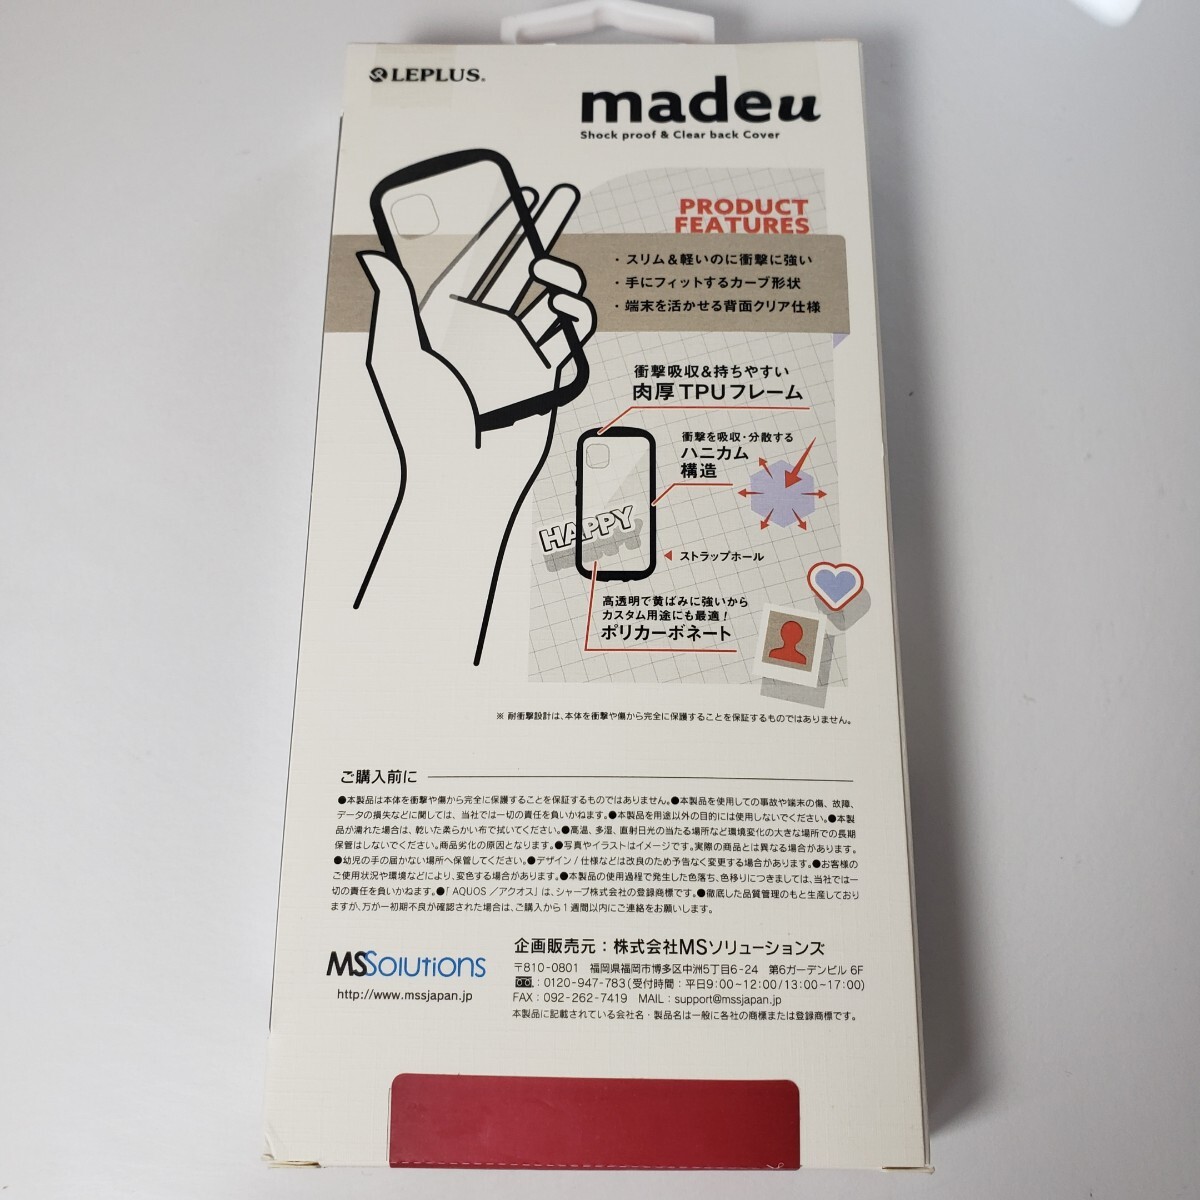 LEPLUS.
madeu
Shock proof & Clear back Cover
PRODUCT
FEATURES
・スリム＆軽いのに衝撃に強い
・手にフィットするカーブ形状
・端末を活かせる背面クリア仕様
衝撃吸収&持ちやすい
肉厚TPUフレーム
衝撃を吸収・分散する
ハニカム
構造
HAPPY
◀ ストラップホール
高透明で黄ばみに強いから
カスタム用途にも最適！
ポリカーボネート
※ 耐衝撃設計は、本体を衝撃や傷から完全に保護することを保証するものではありません。
ご購入前に
●本製品は本体を衝撃や傷から完全に保護することを保証するものではありません。●本製品を使用しての事故や端末の傷、故障、
データの損失などに関しては、当社では一切の責任を負いかねます。●本製品を用途以外の目的には使用しないでください。●本製
品が濡れた場合は、乾いた柔らかい布で拭いてください。●高温、多湿、直射日光の当たる場所など環境変化の大きな場所での長期
保管はしないでください。商品劣化の原因となります。●写真やイラストはイメージです。実際の商品とは異なる場合があります。
●幼児の手の届かない場所へ保管してください。●デザイン / 仕様などは改良のため予告なく変更する場合があります。●お客様の
ご使用状況や環境などにより、変色する場合があります。●本製品の使用過程で発生した色落ち、色移りにつきましては、当社では一
切の責任を負いかねます。●「 AQUOS ／アクオス」は、シャープ株式会社の登録商標です。●徹底した品質管理のもと生産しており
ますが、万が一初期不良が確認された場合は、ご購入から1週間以内にご連絡をお願いします。
MSSolutions
http://www.mssjapan.jp
企画販売元：株式会社MSソリューションズ
〒810-0801　福岡県福岡市博多区中洲5丁目6-24　第6ガーデンビル 6F
：0120-947-783(受付時間：平日9:00~12:00/13:00~17:00)
FAX：092-262-7419　MAIL：support@mssjapan.jp
本製品に記載されている会社名・製品名は一般に各社の商標または登録商標です。